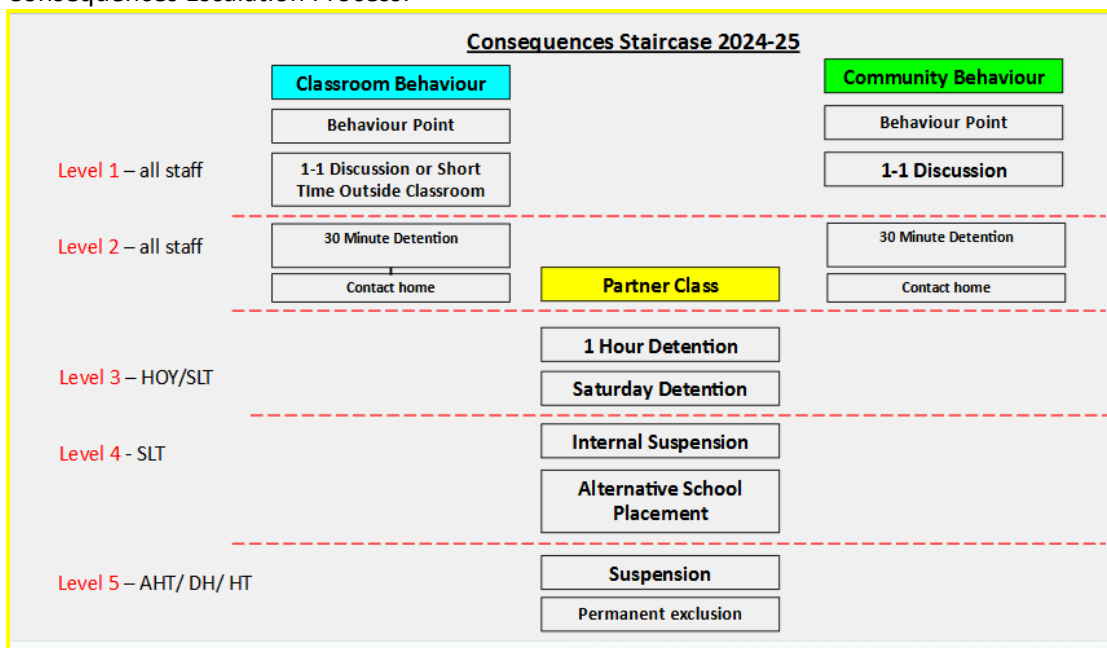 Consequences Escalation Process:
Consequences Staircase 2024-25
Classroom Behaviour
Community Behaviour
Behaviour Point
Behaviour Point
Level 1 – all staff
1-1 Discussion or Short
TIme Outside Classroom
1-1 Discussion
Level 2 – all staff
30 Minute Detention
30 Minute Detention
Contact home
Partner Class
Contact home
1 Hour Detention
Level 3 – HOY/SLT
Saturday Detention
Internal Suspension
Level 4 - SLT
Alternative School
Placement
Suspension
Level 5 – AHT/ DH/ HT
Permanent exclusion